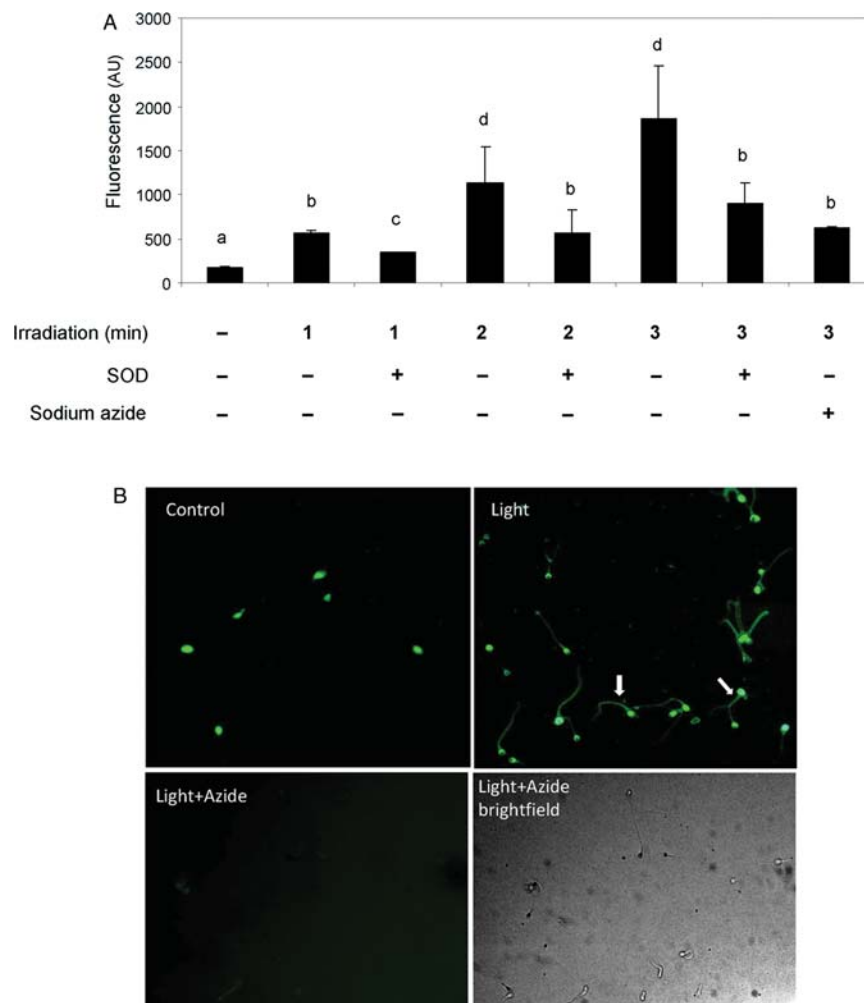 A
3000
2500
2000
1500
1000
500
0
Fluorescence (AU)
a b c d b d b b
Irradiation (min) – 1 1 2 2 3 3 3
SOD – – + – + – + –
Sodium azide – – – – – – – +
B
Control
Light
Light+Azide
Light+Azide
brightfield